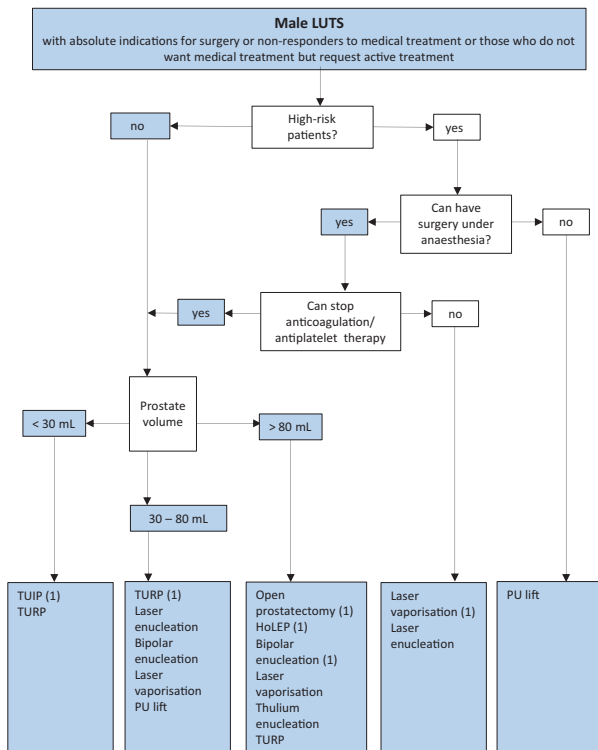 Male LUTS
with absolute indications for surgery or non-responders to medical treatment or those who do not
want medical treatment but request active treatment
no
High-risk
patients?
yes
yes
Can have
surgery under
anaesthesia?
no
yes
Can stop
anticoagulation/
antiplatelet therapy
no
Prostate
volume
< 30 mL
> 80 mL
30 – 80 mL
TUIP (1)
TURP
TURP (1)
Laser
enucleation
Bipolar
enucleation
Laser
vaporisation
PU lift
Open
prostatectomy (1)
HoLEP (1)
Bipolar
enucleation (1)
Laser
vaporisation
Thulium
enucleation
TURP
Laser
vaporisation (1)
Laser
enucleation
PU lift